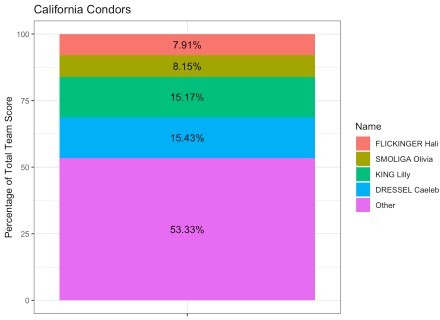 California Condors
Percentage of Total Team Score
100
75
50
25
0
7.91%
8.15%
15.17%
15.43%
53.33%
Name
FLICKINGER Hali
SMOLIGA Olivia
KING Lilly
DRESSEL Caeleb
Other